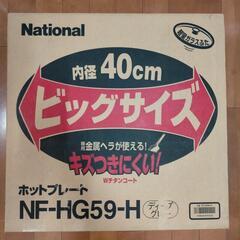 National
内径40cm
ビッグサイズ
金属ヘラが使える!
キズつきにくい!
Wチタンコート
ホットプレート
NF-HG59-H